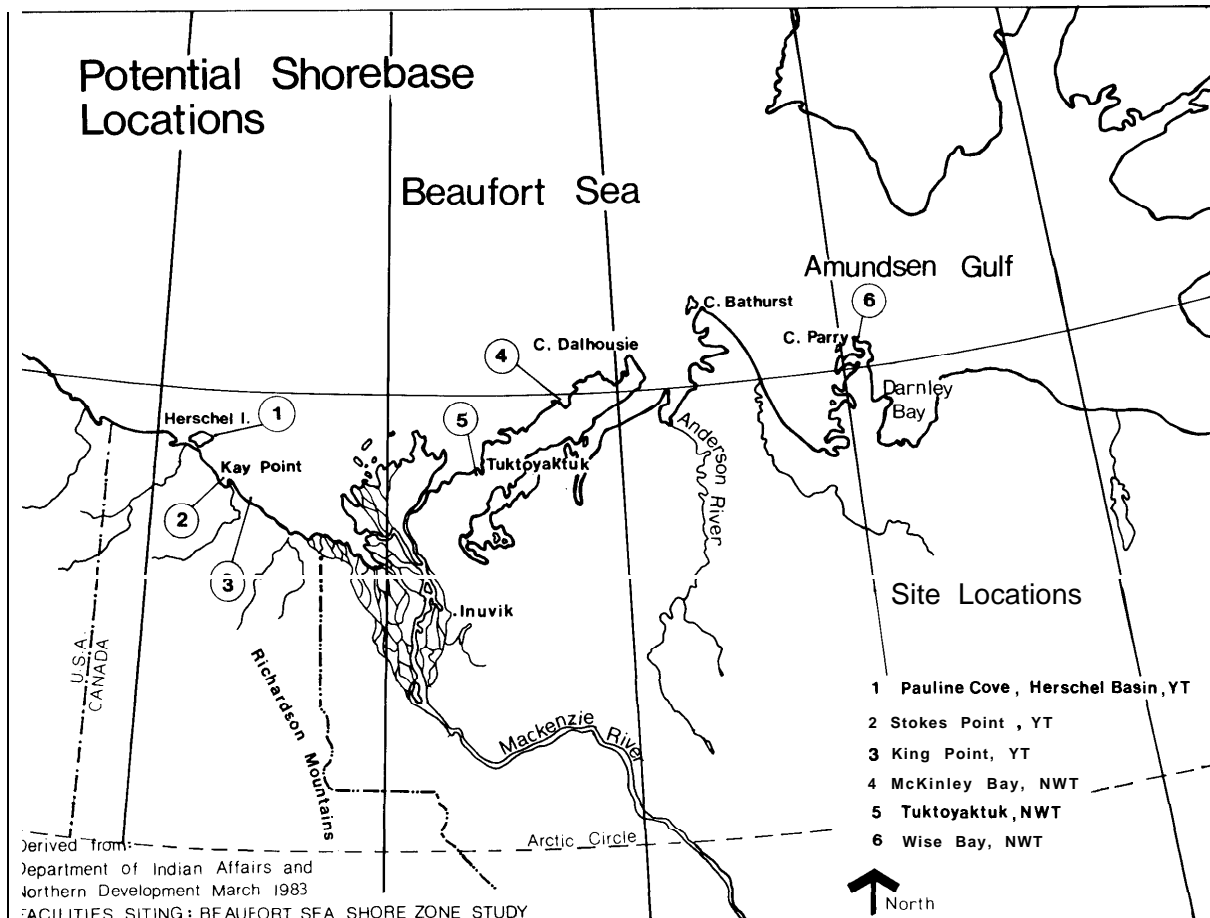 Potential Shorebase
Locations
Beaufort Sea
Amundsen Gulf
6
C. Bathurst
C. Parry
C. Dalhousie
4
Darnley
Bay
Herschel I.
1
5
Anderson River
Kay Point
Tuktoyaktuk
2
3
Inuvik
Site Locations
U.S.A.
CANADA
Richardson Mountains
Mackenzie River
1 Pauline Cove, Herschel Basin, YT
2 Stokes Point, YT
3 King Point, YT
4 McKinley Bay, NWT
5 Tuktoyaktuk, NWT
6 Wise Bay, NWT
Arctic Circle
North
Derived from:
Department of Indian Affairs and
Northern Development March 1983
FACILITIES SITING: BEAUFORT SEA SHORE ZONE STUDY